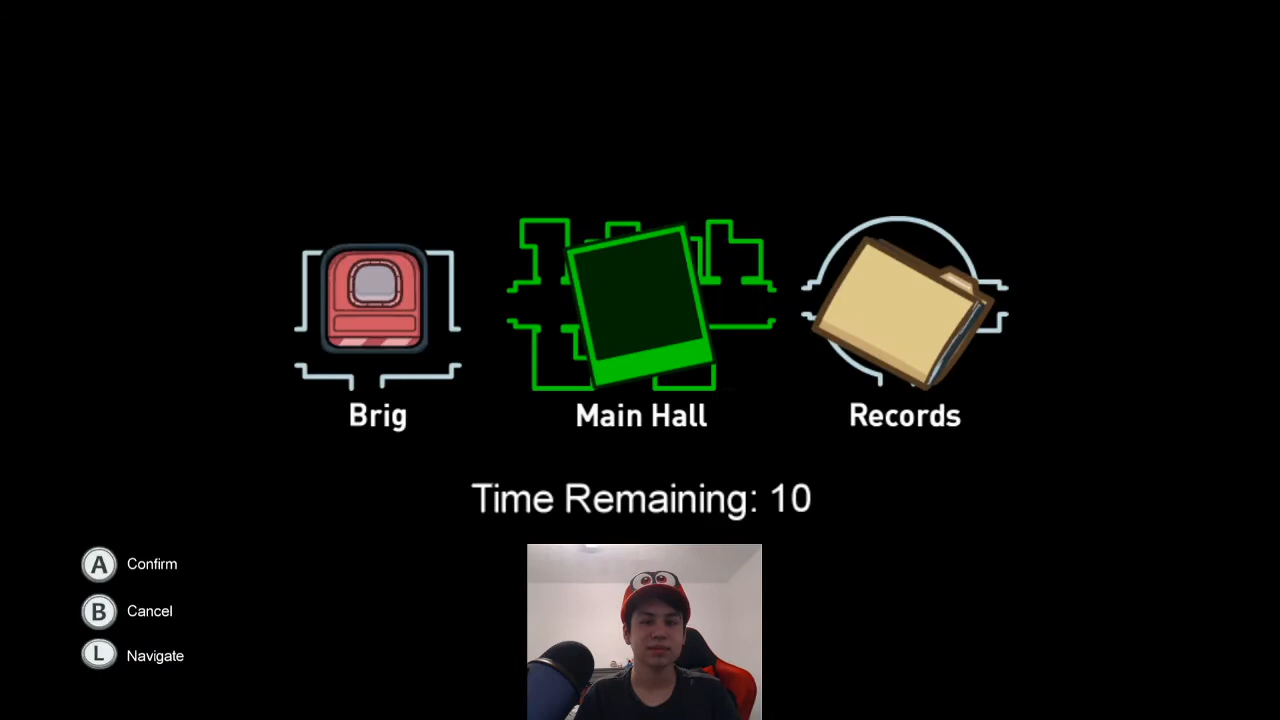 Brig
Main Hall
Records
Time Remaining: 10
A Confirm
B Cancel
L Navigate